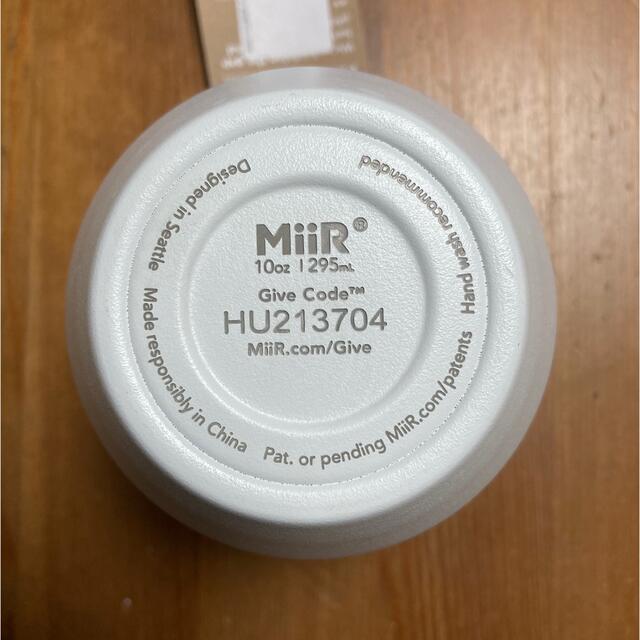 MiiR®
10oz | 295mL
Give Code™
HU213704
MiiR.com/Give
Designed in Seattle
Made responsibly in China
Pat. or pending MiiR.com/patents
Hand wash recommended